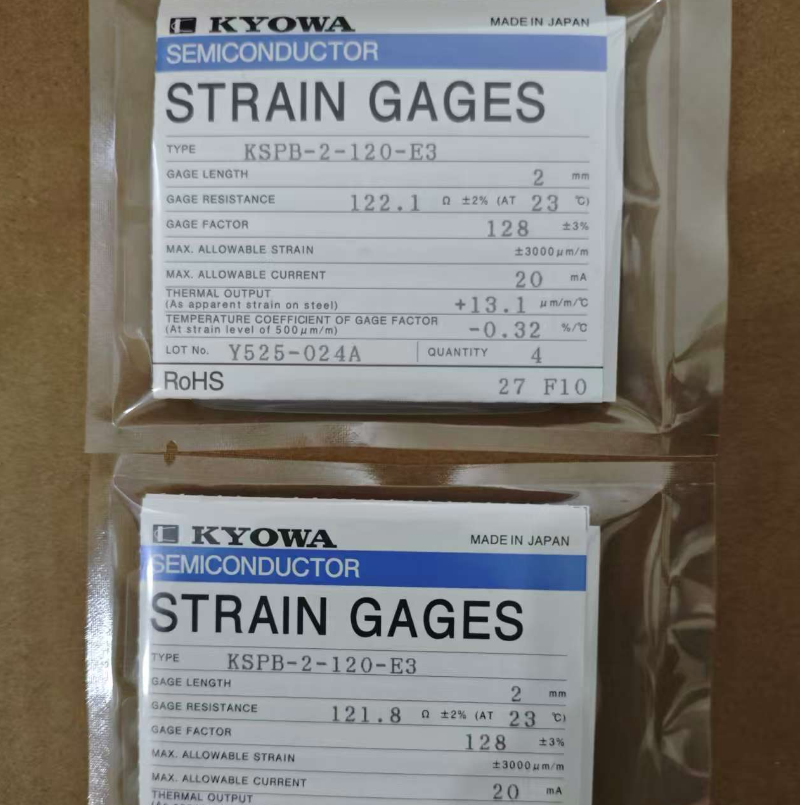 KYOWA MADE IN JAPAN
SEMICONDUCTOR
STRAIN GAGES
TYPE KSPB-2-120-E3
GAGE LENGTH 2 mm
GAGE RESISTANCE 122.1 Ω ±2% (AT 23 ℃)
GAGE FACTOR 128 ±3%
MAX. ALLOWABLE STRAIN ±3000μm/m
MAX. ALLOWABLE CURRENT 20 mA
THERMAL OUTPUT
(As apparent strain on steel) +13.1 μm/m/℃
TEMPERATURE COEFFICIENT OF GAGE FACTOR
(At strain level of 500μm/m) -0.32 %/℃
LOT No. Y525-024A QUANTITY 4
RoHS 27 F10
KYOWA MADE IN JAPAN
SEMICONDUCTOR
STRAIN GAGES
TYPE KSPB-2-120-E3
GAGE LENGTH 2 mm
GAGE RESISTANCE 121.8 Ω ±2% (AT 23 ℃)
GAGE FACTOR 128 ±3%
MAX. ALLOWABLE STRAIN ±3000μm/m
MAX. ALLOWABLE CURRENT 20 mA
THERMAL OUTPUT